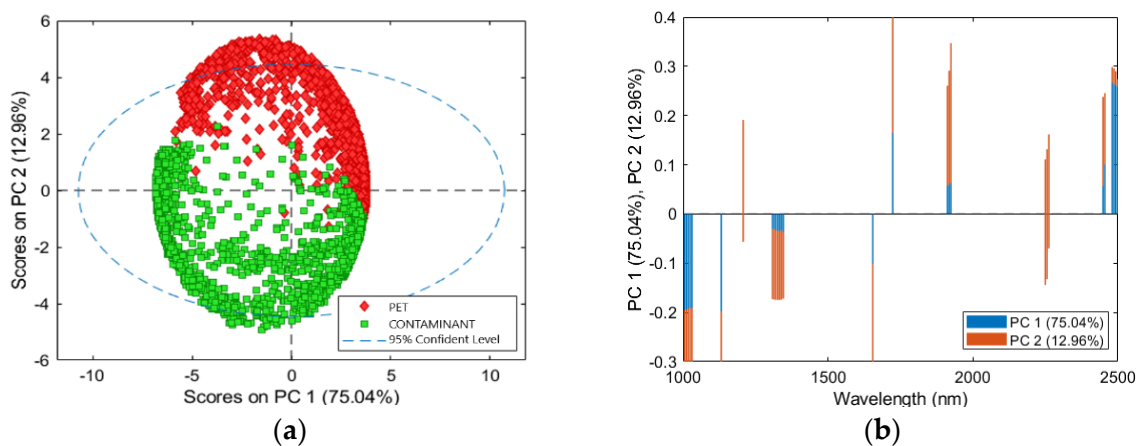 6
4
2
0
-2
-4
-6
-10
-5
0
5
10
Scores on PC 2 (12.96%)
Scores on PC 1 (75.04%)
PET
CONTAMINANT
95% Confident Level
(a)
0.4
0.3
0.2
0.1
0
-0.1
-0.2
-0.3
1000
1500
2000
2500
PC 1 (75.04%), PC 2 (12.96%)
Wavelength (nm)
PC 1 (75.04%)
PC 2 (12.96%)
(b)